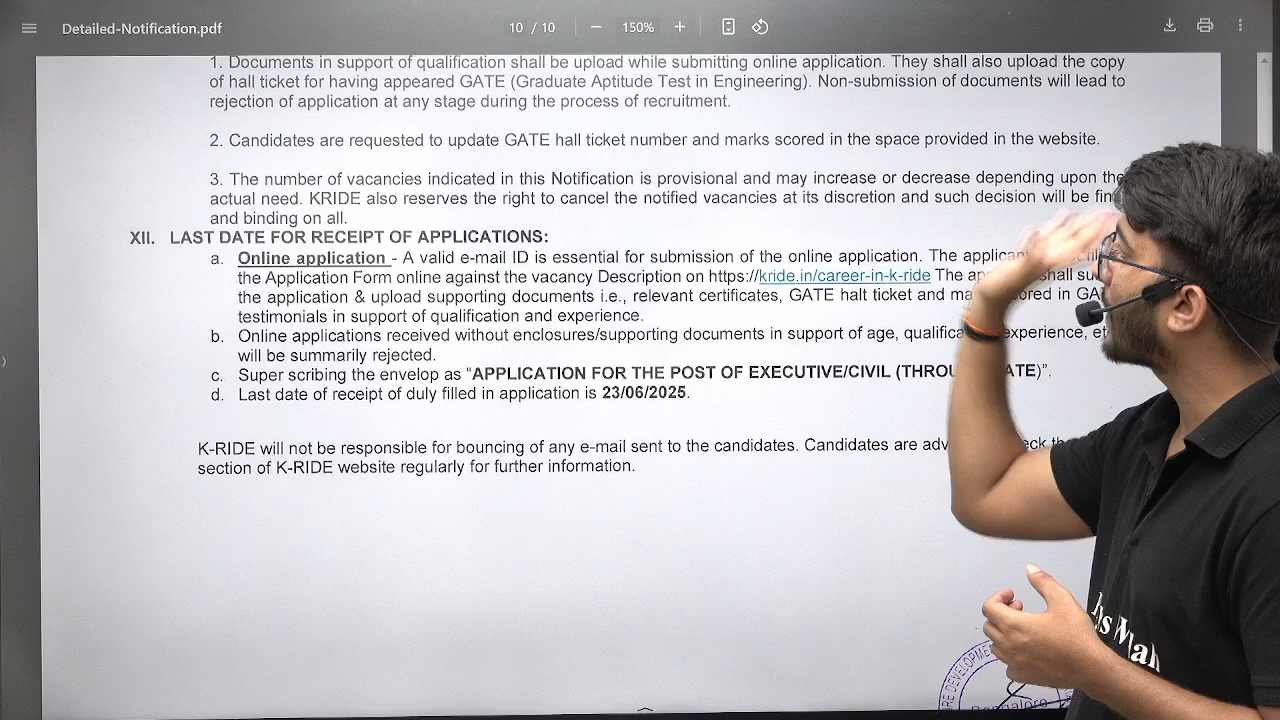 Detailed-Notification.pdf
10 / 10
150%
1. Documents in support of qualification shall be upload while submitting online application. They shall also upload the copy
of hall ticket for having appeared GATE (Graduate Aptitude Test in Engineering). Non-submission of documents will lead to
rejection of application at any stage during the process of recruitment.
2. Candidates are requested to update GATE hall ticket number and marks scored in the space provided in the website.
3. The number of vacancies indicated in this Notification is provisional and may increase or decrease depending upon the
actual need. KRIDE also reserves the right to cancel the notified vacancies at its discretion and such decision will be
and binding on all.
XII. LAST DATE FOR RECEIPT OF APPLICATIONS:
a. Online application - A valid e-mail ID is essential for submission of the online application. The
the Application Form online against the vacancy Description on https://kride.in/career-in-k-ride The shall
the application & upload supporting documents i.e., relevant certificates, GATE halt ticket and in
testimonials in support of qualification and experience.
b. Online applications received without enclosures/supporting documents in support of age, experience,
will be summarily rejected.
c. Super scribing the envelop as “APPLICATION FOR THE POST OF EXECUTIVE/CIVIL
d. Last date of receipt of duly filled in application is 23/06/2025.
K-RIDE will not be responsible for bouncing of any e-mail sent to the candidates. Candidates are
section of K-RIDE website regularly for further information.
DEVELOPMENT
Bangalore